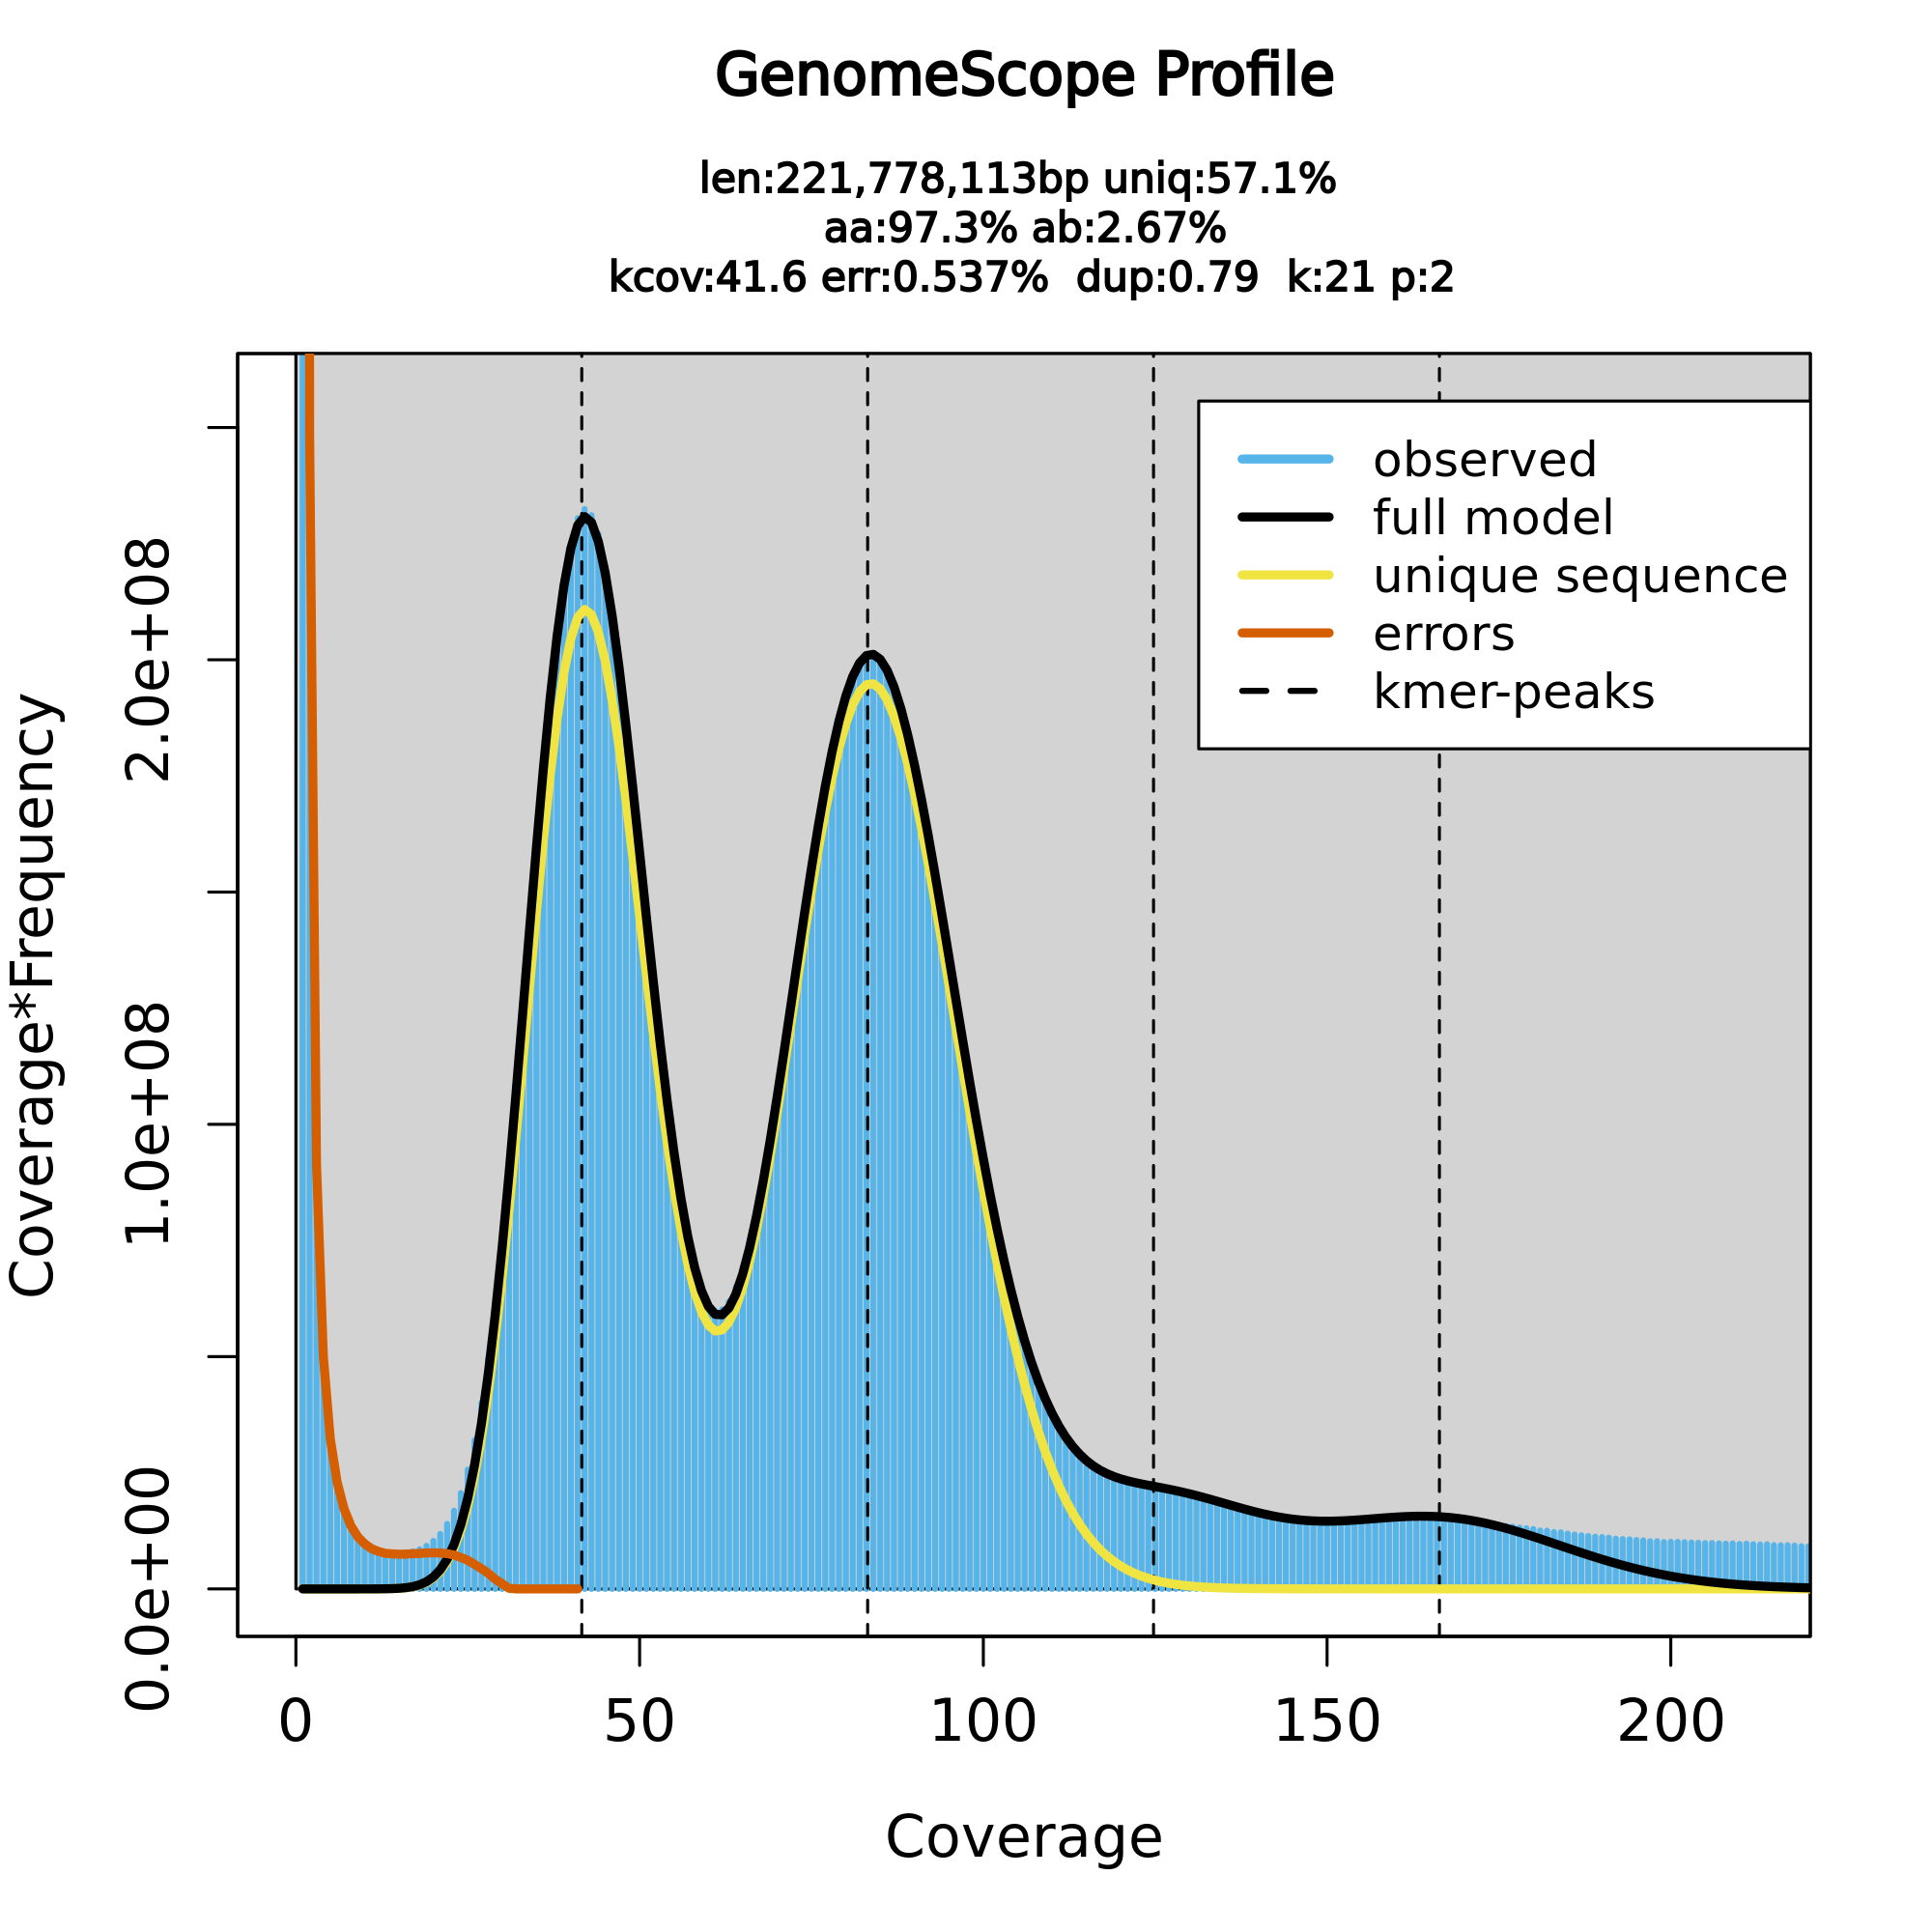 GenomeScope Profile
len:221,778,113bp uniq:57.1%
aa:97.3% ab:2.67%
kcov:41.6 err:0.537% dup:0.79 k:21 p:2
observed
full model
unique sequence
errors
kmer-peaks
Coverage*Frequency
2.0e+08
1.0e+08
0.0e+00
0 50 100 150 200
Coverage